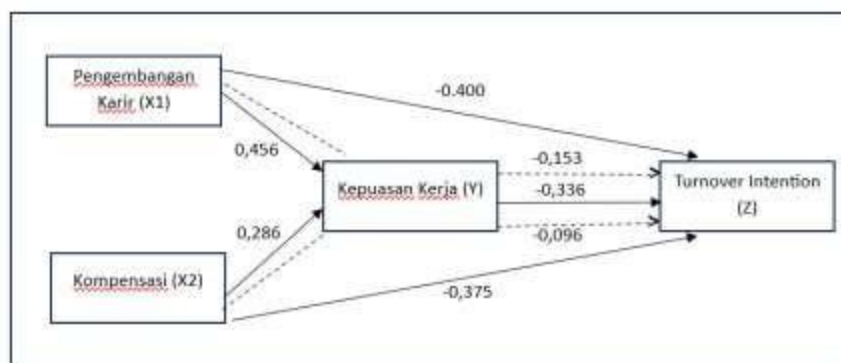 Pengembangan
Karir (X1)
-0.400
0,456
-0,153
Kepuasan Kerja (Y)
-0,336
Turnover Intention
(Z)
0,286
-0,096
Kompensasi (X2)
-0,375